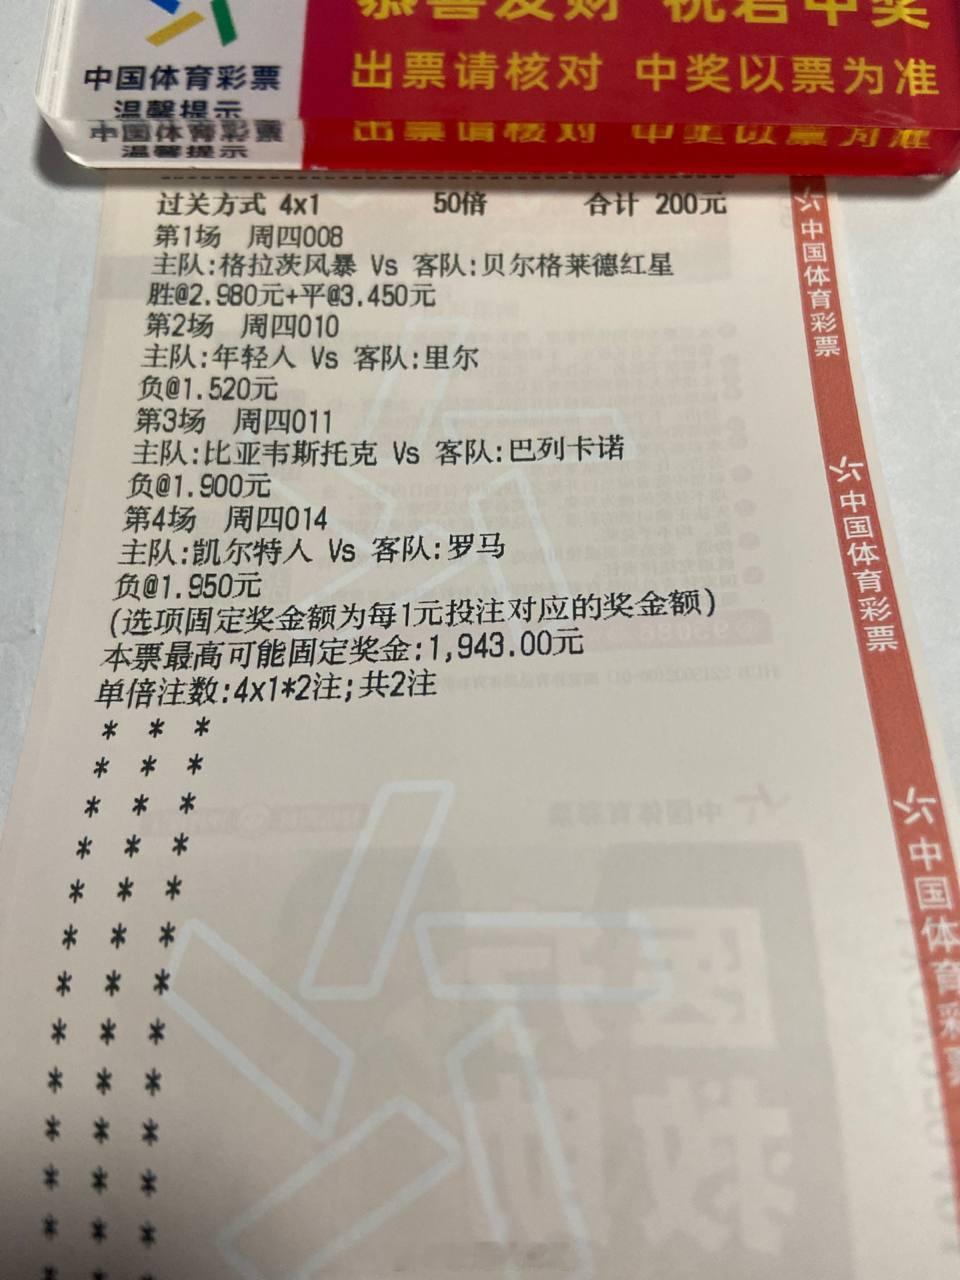 恭喜发财 祝君中奖
出票请核对 中奖以票为准
中国体育彩票
温馨提示
过关方式 4x1 50倍 合计 200元
第1场 周四008
主队:格拉茨风暴 Vs 客队:贝尔格莱德红星
胜@2.980元+平@3.450元
第2场 周四010
主队:年轻人 Vs 客队:里尔
负@1.520元
第3场 周四011
主队:比亚韦斯托克 Vs 客队:巴列卡诺
负@1.900元
第4场 周四014
主队:凯尔特人 Vs 客队:罗马
负@1.950元
(选项固定奖金额为每1元投注对应的奖金额)
本票最高可能固定奖金:1,943.00元
单倍注数:4x1*2注;共2注
中国体育彩票
中国体育彩票
中国体育彩票